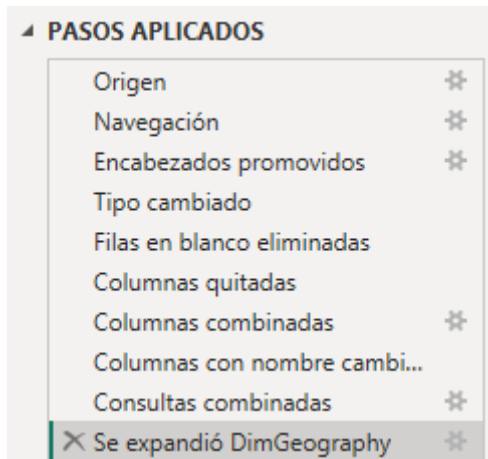 PASOS APLICADOS
Origen
Navegación
Encabezados promovidos
Tipo cambiado
Filas en blanco eliminadas
Columnas quitadas
Columnas combinadas
Columnas con nombre cambi...
Consultas combinadas
Se expandió DimGeography